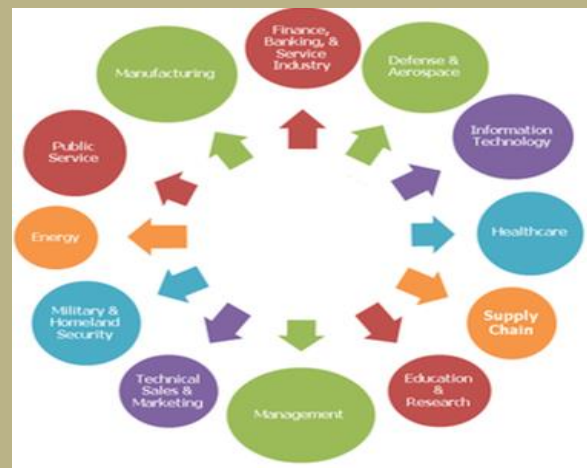 Finance,
Banking, &
Service
Industry
Defense &
Aerospace
Information
Technology
Healthcare
Supply
Chain
Education
&
Research
Management
Technical
Sales &
Marketing
Military &
Homeland
Security
Energy
Public
Service
Manufacturing